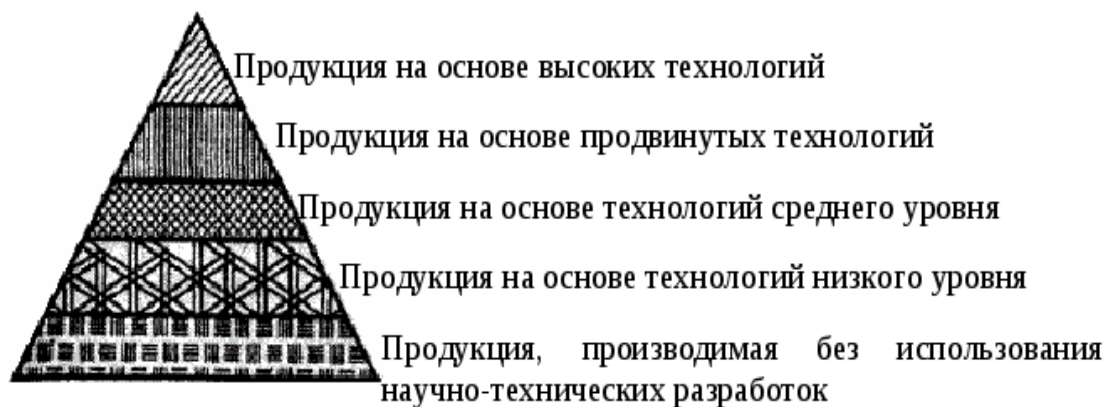 Продукция на основе высоких технологий
Продукция на основе продвинутых технологий
Продукция на основе технологий среднего уровня
Продукция на основе технологий низкого уровня
Продукция, производимая без использования
научно-технических разработок